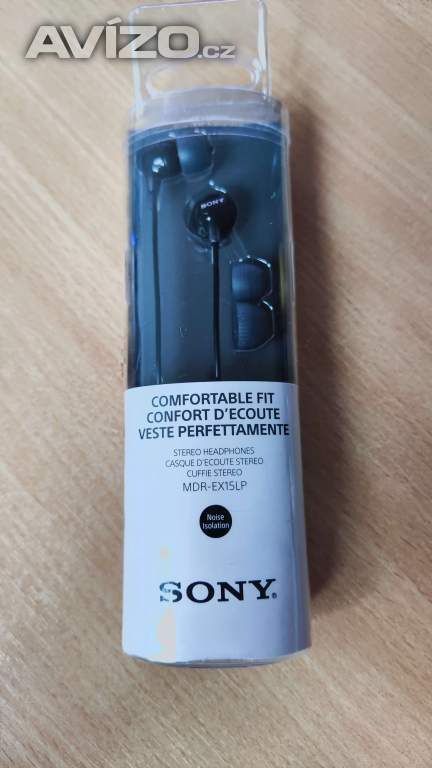 AVÍZO.cz
SONY
COMFORTABLE FIT
CONFORT D'ECOUTE
VESTE PERFETTAMENTE
STEREO HEADPHONES
CASQUE D'ECOUTE STEREO
CUFFIE STEREO
MDR-EX15LP
Noise
Isolation
SONY®